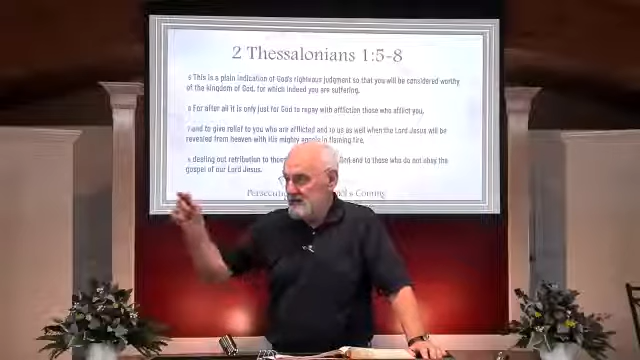 2 Thessalonians 1:5-8
5 This is a plain indication of God's righteous judgment so that you will be considered worthy
of the kingdom of God, for which indeed you are suffering.
6 For after all it is only just for God to repay with affliction those who afflict you,
7 and to give relief to you who are afflicted and to us as well when the Lord Jesus will be
revealed from heaven with His mighty angels in flaming fire,
8 dealing out retribution to those God and to those who do not obey the
gospel of our Lord Jesus.
Coming